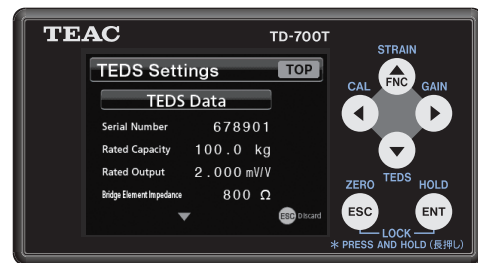 TEAC TD-700T
TEDS Settings TOP
TEDS Data
Serial Number 678901
Rated Capacity 100.0 kg
Rated Output 2.000 mV/V
Bridge Element Impedance 800 Ω
ESC Discard
STRAIN
FNC
CAL GAIN
TEDS
ZERO HOLD
ESC ENT
LOCK
* PRESS AND HOLD (長押し)